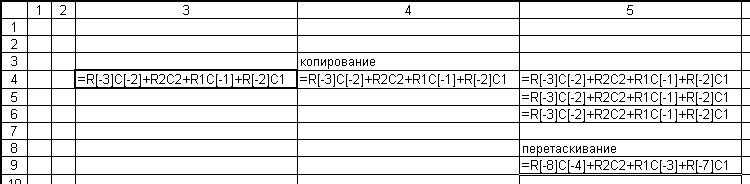 1 2 3 4 5
1
2
3 копирование
4 =R[-3]C[-2]+R2C2+R1C[-1]+R[-2]C1 =R[-3]C[-2]+R2C2+R1C[-1]+R[-2]C1 =R[-3]C[-2]+R2C2+R1C[-1]+R[-2]C1
5 =R[-3]C[-2]+R2C2+R1C[-1]+R[-2]C1
6 =R[-3]C[-2]+R2C2+R1C[-1]+R[-2]C1
7
8 перетаскивание
9 =R[-8]C[-4]+R2C2+R1C[-3]+R[-7]C1
10